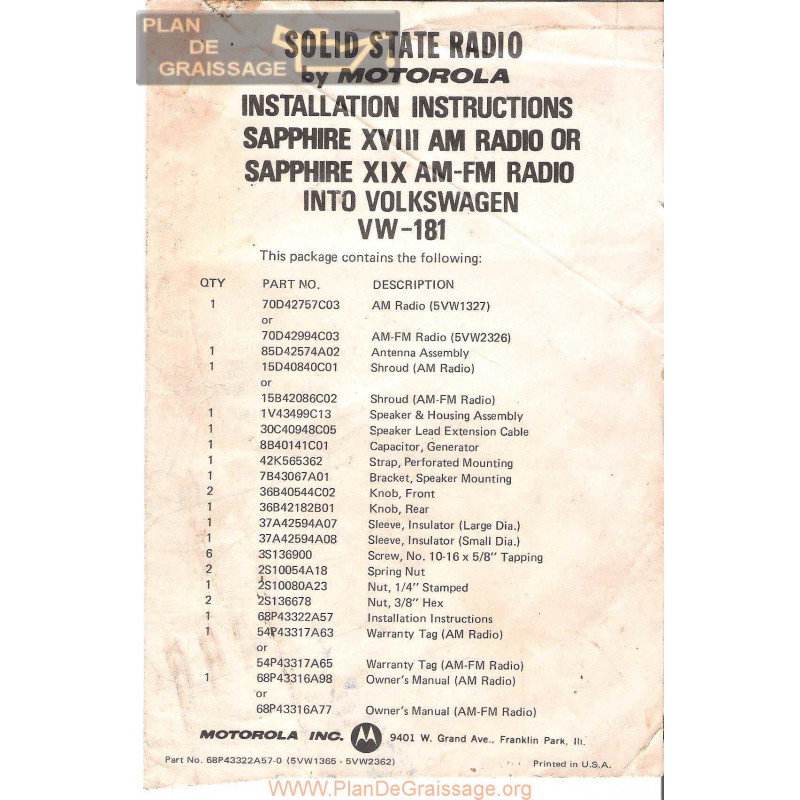 PLAN
DE
GRAISSAGE
SOLID STATE RADIO
by MOTOROLA
INSTALLATION INSTRUCTIONS
SAPPHIRE XVIII AM RADIO OR
SAPPHIRE XIX AM-FM RADIO
INTO VOLKSWAGEN
VW-181
This package contains the following:
QTY PART NO. DESCRIPTION
1 70D42757C03 AM Radio (5VW1327)
or
70D42994C03 AM-FM Radio (5VW2326)
1 85D42574A02 Antenna Assembly
1 15D40840C01 Shroud (AM Radio)
or
15B42086C02 Shroud (AM-FM Radio)
1 1V43499C13 Speaker & Housing Assembly
1 30C40948C05 Speaker Lead Extension Cable
1 8B40141C01 Capacitor, Generator
1 42K565362 Strap, Perforated Mounting
1 7B43067A01 Bracket, Speaker Mounting
2 36B40544C02 Knob, Front
1 36B42182B01 Knob, Rear
1 37A42594A07 Sleeve, Insulator (Large Dia.)
1 37A42594A08 Sleeve, Insulator (Small Dia.)
6 3S136900 Screw, No. 10-16 x 5/8" Tapping
2 2S10054A18 Spring Nut
1 2S10080A23 Nut, 1/4" Stamped
2 2S136678 Nut, 3/8" Hex
1 68P43322A57 Installation Instructions
1 54P43317A63 Warranty Tag (AM Radio)
or
54P43317A65 Warranty Tag (AM-FM Radio)
1 68P43316A98 Owner's Manual (AM Radio)
or
68P43316A77 Owner's Manual (AM-FM Radio)
MOTOROLA INC. 9401 W. Grand Ave., Franklin Park, Ill.
Part No. 68P43322A57-0 (5VW1365 - 5VW2362) Printed in U.S.A.
www.PlanDeGraissage.org